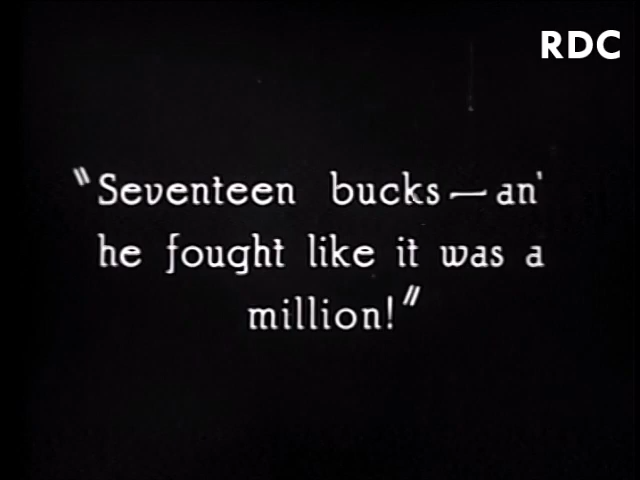 RDC
"Seventeen bucks — an'
he fought like it was a
million!"